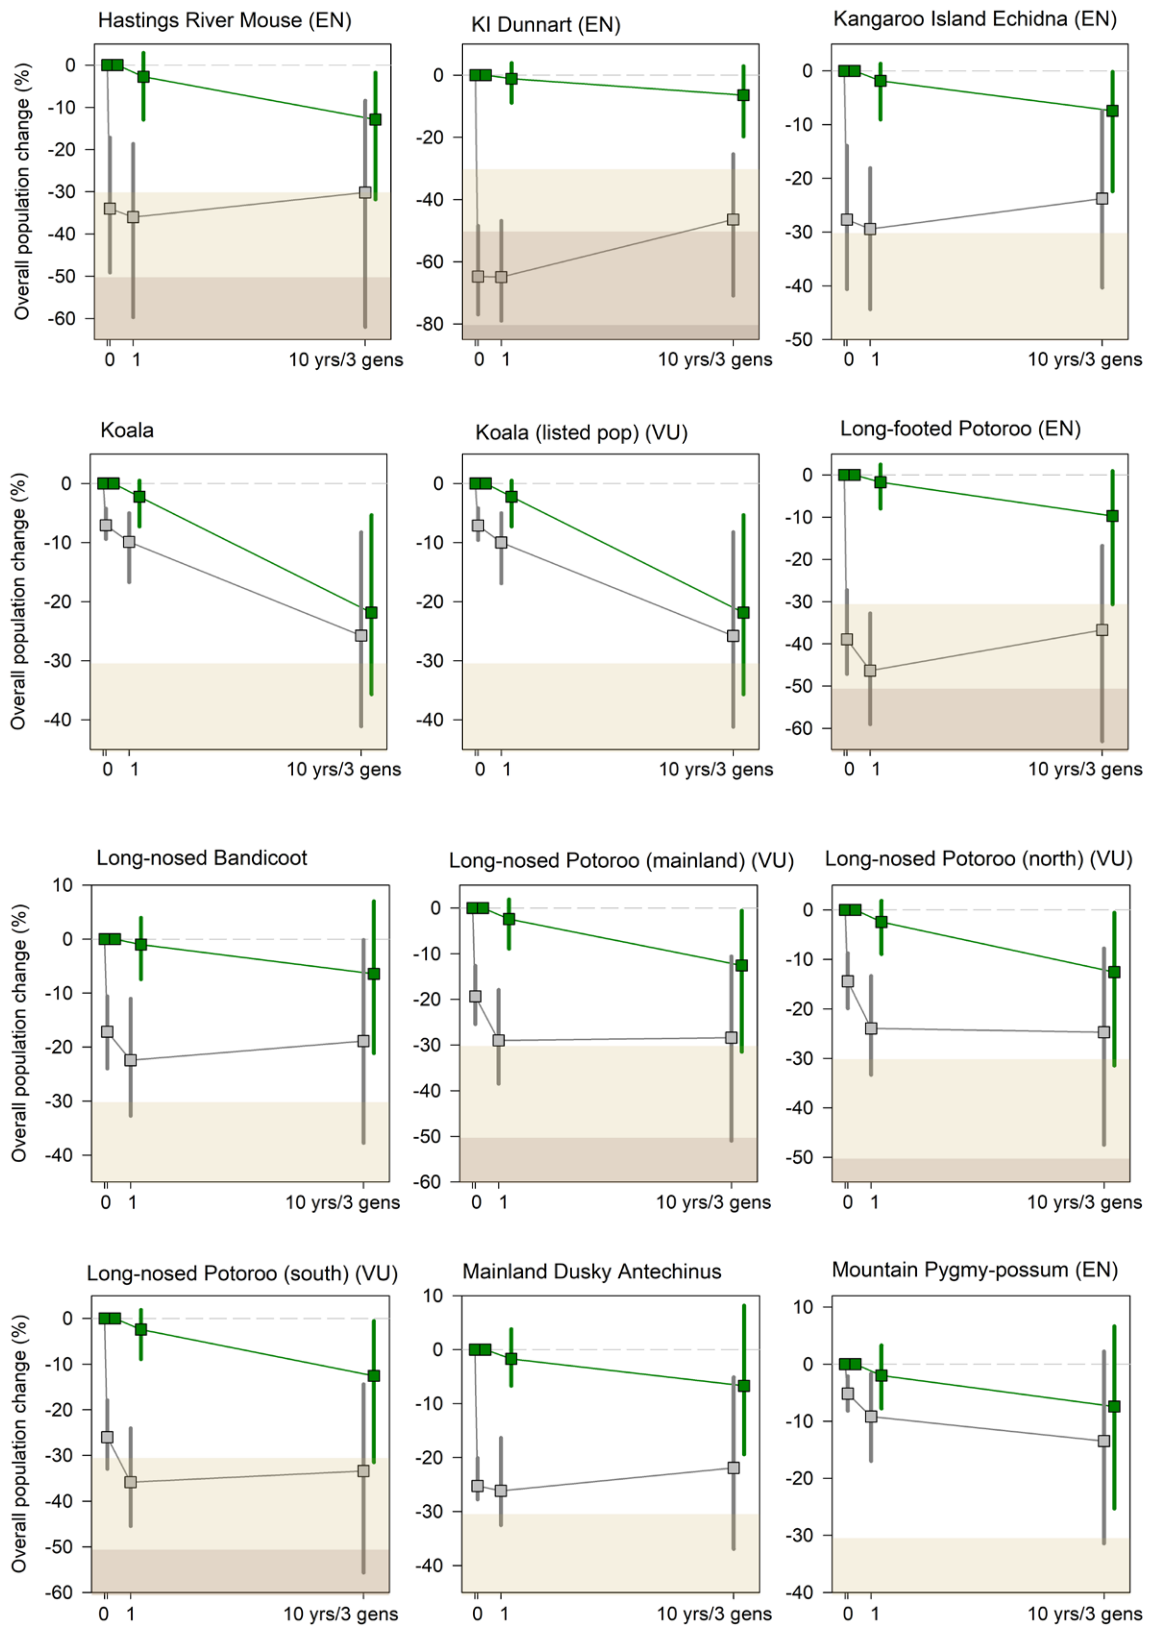 Hastings River Mouse (EN)
KI Dunnart (EN)
Kangaroo Island Echidna (EN)
Overall population change (%)
0
-10
-20
-30
-40
-50
-60
0 1 10 yrs/3 gens
0
-20
-40
-60
-80
0 1 10 yrs/3 gens
0
-10
-20
-30
-40
-50
0 1 10 yrs/3 gens
Koala
Koala (listed pop) (VU)
Long-footed Potoroo (EN)
Overall population change (%)
0
-10
-20
-30
-40
0 1 10 yrs/3 gens
0
-10
-20
-30
-40
0 1 10 yrs/3 gens
0
-10
-20
-30
-40
-50
-60
0 1 10 yrs/3 gens
Long-nosed Bandicoot
Long-nosed Potoroo (mainland) (VU)
Long-nosed Potoroo (north) (VU)
Overall population change (%)
10
0
-10
-20
-30
-40
0 1 10 yrs/3 gens
0
-10
-20
-30
-40
-50
-60
0 1 10 yrs/3 gens
0
-10
-20
-30
-40
-50
0 1 10 yrs/3 gens
Long-nosed Potoroo (south) (VU)
Mainland Dusky Antechinus
Mountain Pygmy-possum (EN)
Overall population change (%)
0
-10
-20
-30
-40
-50
-60
0 1 10 yrs/3 gens
10
0
-10
-20
-30
-40
0 1 10 yrs/3 gens
10
0
-10
-20
-30
-40
0 1 10 yrs/3 gens